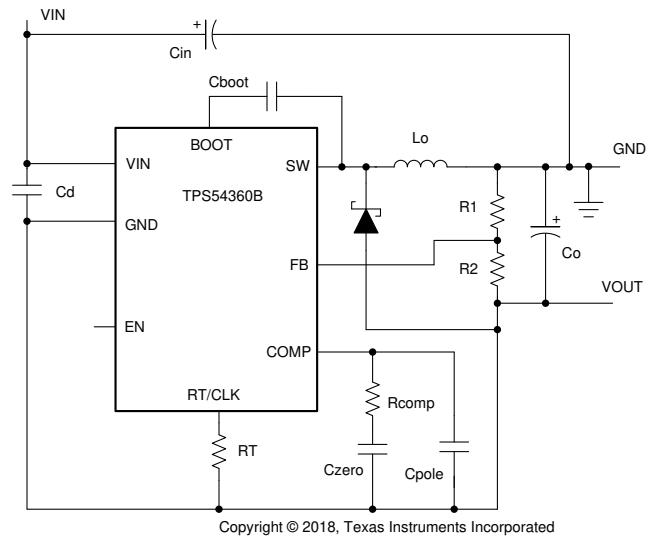 VIN
+
Cin
Cboot
BOOT
Lo
GND
VIN
SW
Cd
TPS54360B
R1
GND
+
Co
FB
R2
VOUT
EN
COMP
RT/CLK
Rcomp
RT
Czero
Cpole
Copyright © 2018, Texas Instruments Incorporated